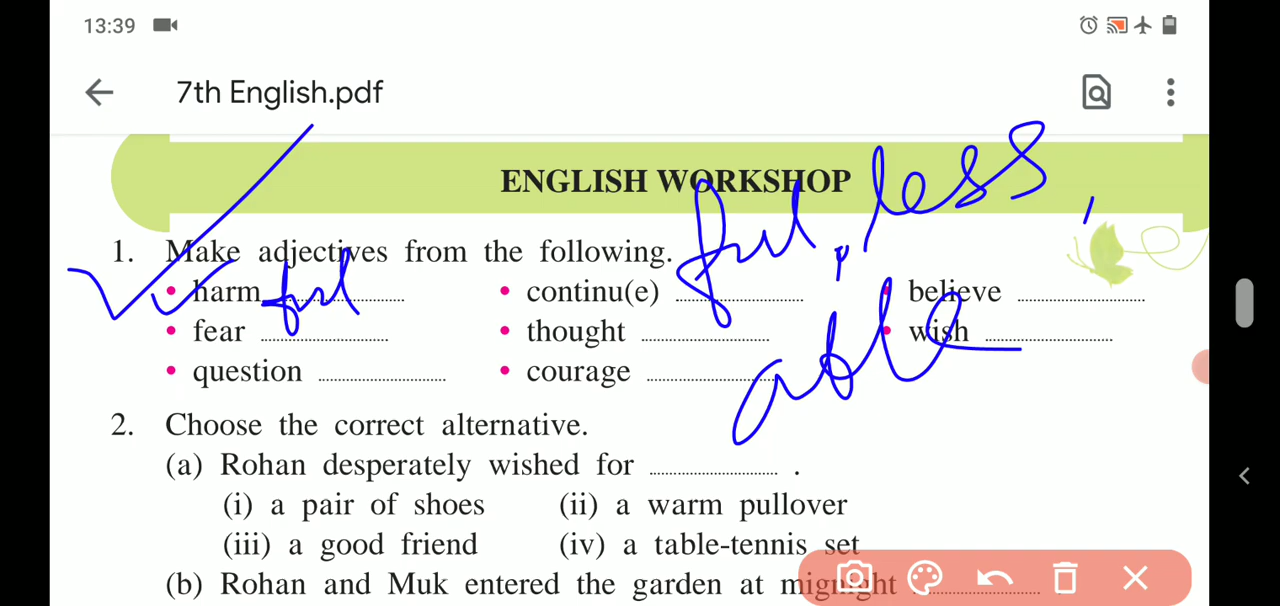 13:39
7th English.pdf
ENGLISH WORKSHOP
ful, less,
able
1. Make adjectives from the following.
• harm ful .......... • continu(e) .......... • believe ..........
• fear .......... • thought .......... • wish ..........
• question .......... • courage ..........
2. Choose the correct alternative.
(a) Rohan desperately wished for .......... .
(i) a pair of shoes (ii) a warm pullover
(iii) a good friend (iv) a table-tennis set
(b) Rohan and Muk entered the garden at mignight ..........